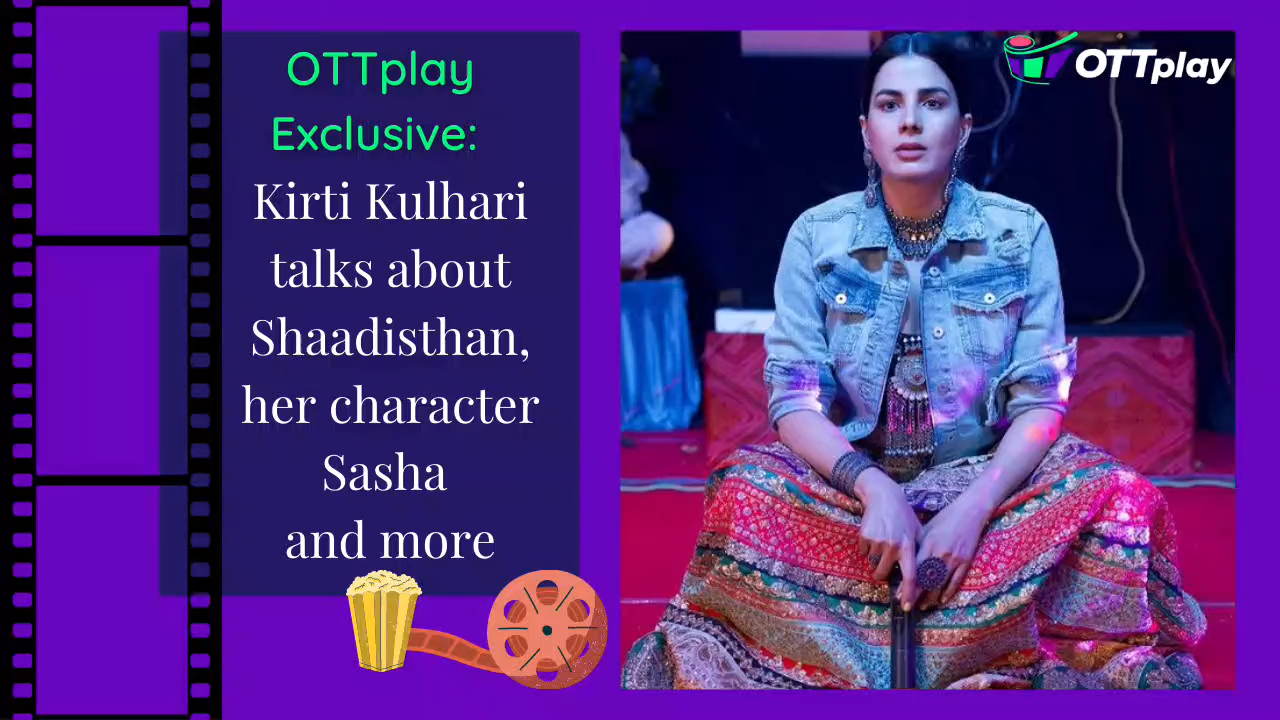 OTTplay
Exclusive:
Kirti Kulhari
talks about
Shaadisthan,
her character
Sasha
and more
OTTplay